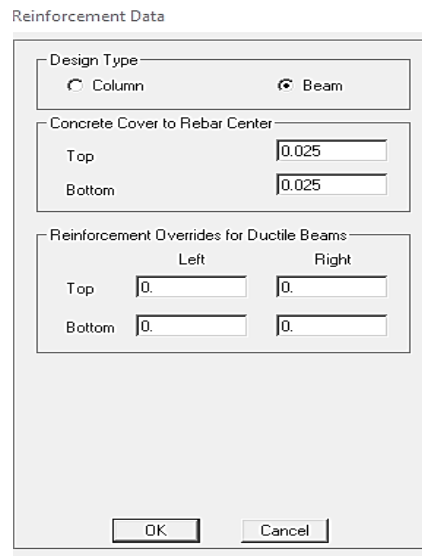 Reinforcement Data
Design Type
Column Beam
Concrete Cover to Rebar Center
Top 0.025
Bottom 0.025
Reinforcement Overrides for Ductile Beams
Left Right
Top 0. 0.
Bottom 0. 0.
OK Cancel